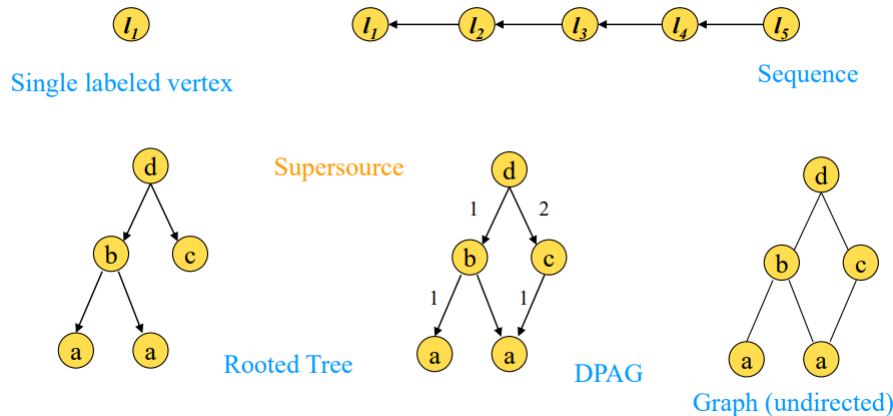 l1
l1 l2 l3 l4 l5
Single labeled vertex
Sequence
d
Supersource
d
d
1 2
b c
b c
b c
1 1
a a
a a
a a
Rooted Tree
DPAG
Graph (undirected)